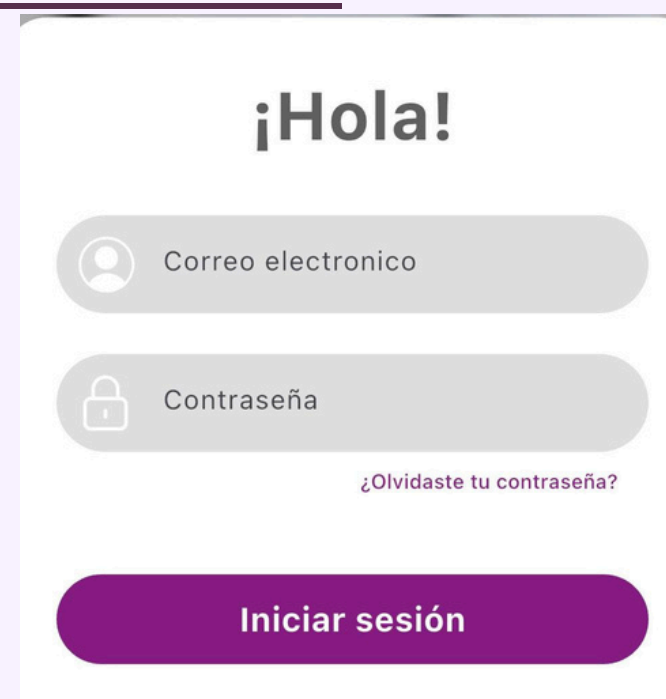 ¡Hola!
Correo electronico
Contraseña
¿Olvidaste tu contraseña?
Iniciar sesión